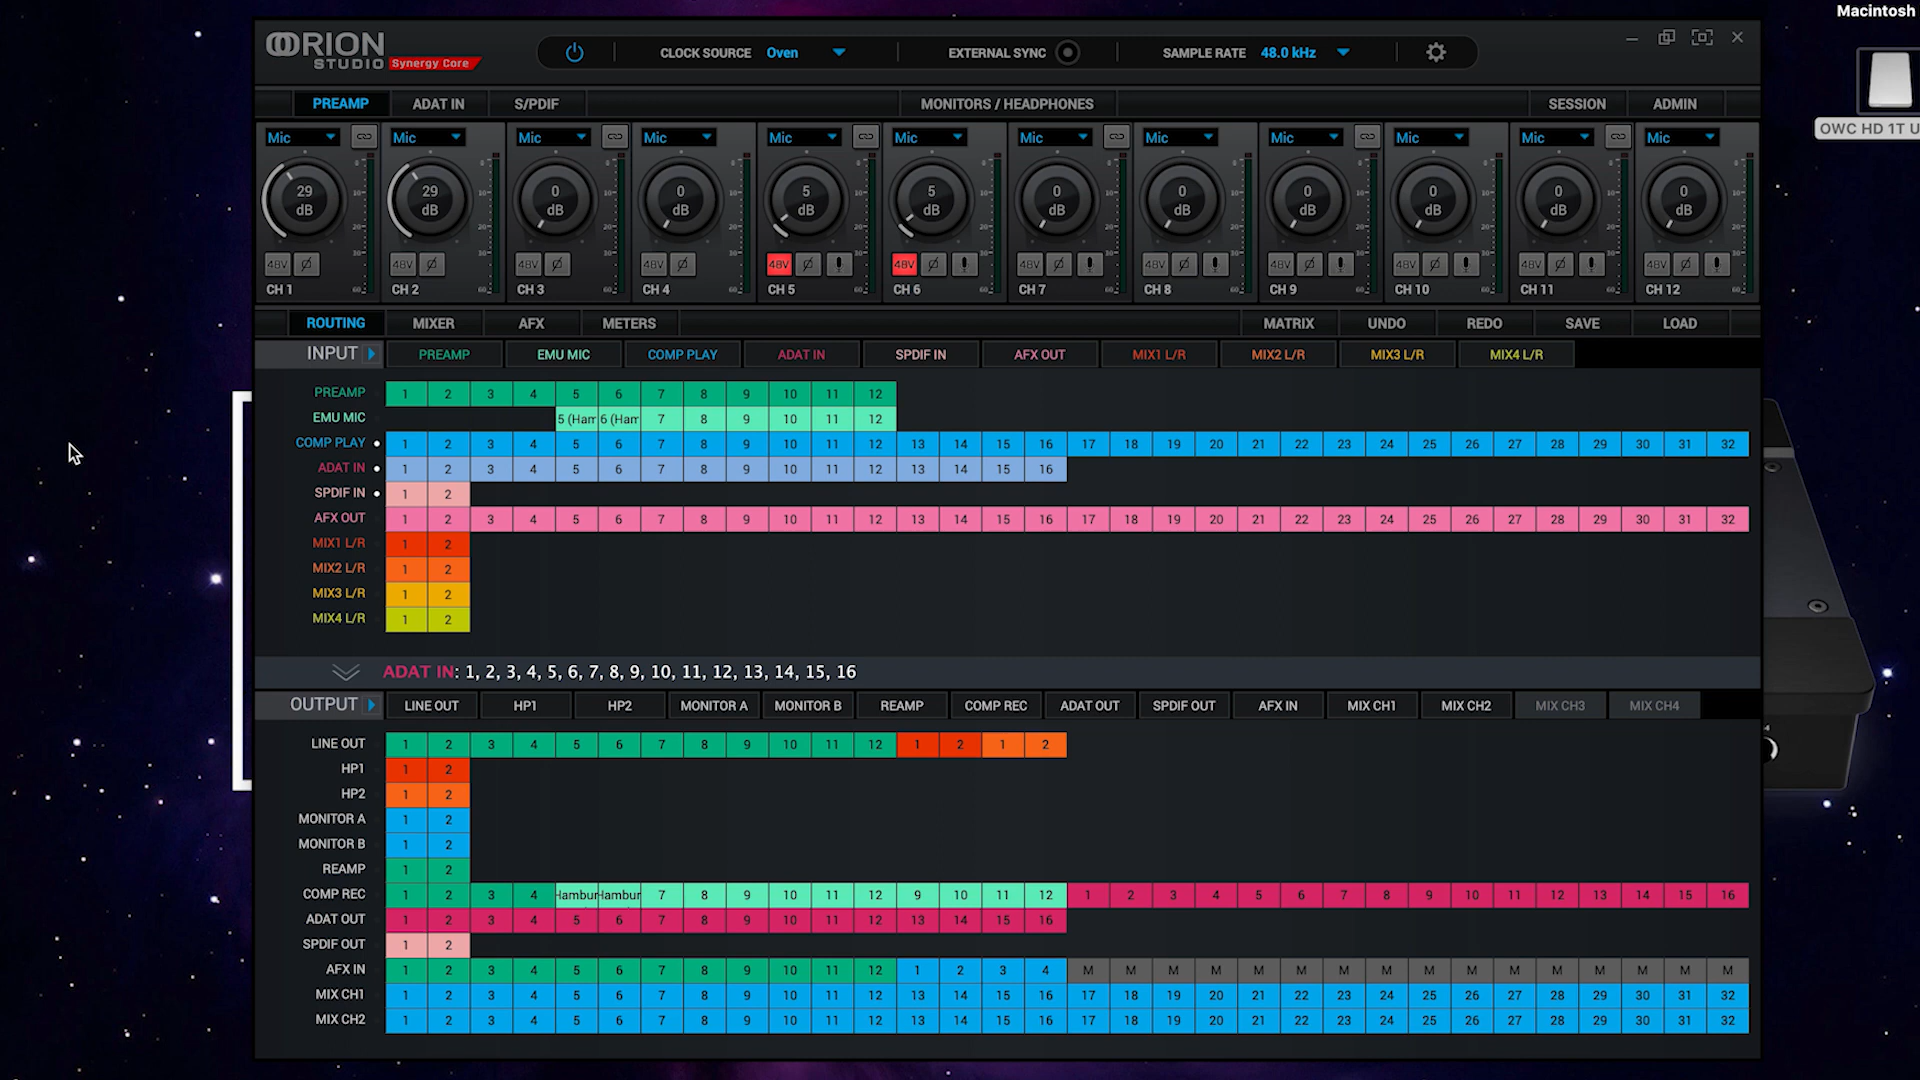 Macintosh
ORION STUDIO Synergy Core
CLOCK SOURCE Oven EXTERNAL SYNC SAMPLE RATE 48.0 kHz
OWC HD 1T U
PREAMP ADAT IN S/PDIF MONITORS / HEADPHONES SESSION ADMIN
Mic Mic Mic Mic Mic Mic Mic Mic Mic Mic Mic Mic
29 29 0 0 5 5 0 0 0 0 0 0
dB dB dB dB dB dB dB dB dB dB dB dB
48V Ø 48V Ø 48V Ø 48V Ø 48V Ø 48V Ø 48V Ø 48V Ø 48V Ø 48V Ø 48V Ø 48V Ø
CH 1 CH 2 CH 3 CH 4 CH 5 CH 6 CH 7 CH 8 CH 9 CH 10 CH 11 CH 12
ROUTING MIXER AFX METERS MATRIX UNDO REDO SAVE LOAD
INPUT PREAMP EMU MIC COMP PLAY ADAT IN SPDIF IN AFX OUT MIX1 L/R MIX2 L/R MIX3 L/R MIX4 L/R
PREAMP 1 2 3 4 5 6 7 8 9 10 11 12
EMU MIC 5 (Ham 6 (Ham 7 8 9 10 11 12
COMP PLAY 1 2 3 4 5 6 7 8 9 10 11 12 13 14 15 16 17 18 19 20 21 22 23 24 25 26 27 28 29 30 31 32
ADAT IN 1 2 3 4 5 6 7 8 9 10 11 12 13 14 15 16
SPDIF IN 1 2
AFX OUT 1 2 3 4 5 6 7 8 9 10 11 12 13 14 15 16 17 18 19 20 21 22 23 24 25 26 27 28 29 30 31 32
MIX1 L/R 1 2
MIX2 L/R 1 2
MIX3 L/R 1 2
MIX4 L/R 1 2
ADAT IN: 1, 2, 3, 4, 5, 6, 7, 8, 9, 10, 11, 12, 13, 14, 15, 16
OUTPUT LINE OUT HP1 HP2 MONITOR A MONITOR B REAMP COMP REC ADAT OUT SPDIF OUT AFX IN MIX CH1 MIX CH2 MIX CH3 MIX CH4
LINE OUT 1 2 3 4 5 6 7 8 9 10 11 12 1 2 1 2
HP1 1 2
HP2 1 2
MONITOR A 1 2
MONITOR B 1 2
REAMP 1 2
COMP REC 1 2 3 4 Hambur Hambur 7 8 9 10 11 12 9 10 11 12 1 2 3 4 5 6 7 8 9 10 11 12 13 14 15 16
ADAT OUT 1 2 3 4 5 6 7 8 9 10 11 12 13 14 15 16
SPDIF OUT 1 2
AFX IN 1 2 3 4 5 6 7 8 9 10 11 12 1 2 3 4 M M M M M M M M M M M M M M M M
MIX CH1 1 2 3 4 5 6 7 8 9 10 11 12 13 14 15 16 17 18 19 20 21 22 23 24 25 26 27 28 29 30 31 32
MIX CH2 1 2 3 4 5 6 7 8 9 10 11 12 13 14 15 16 17 18 19 20 21 22 23 24 25 26 27 28 29 30 31 32